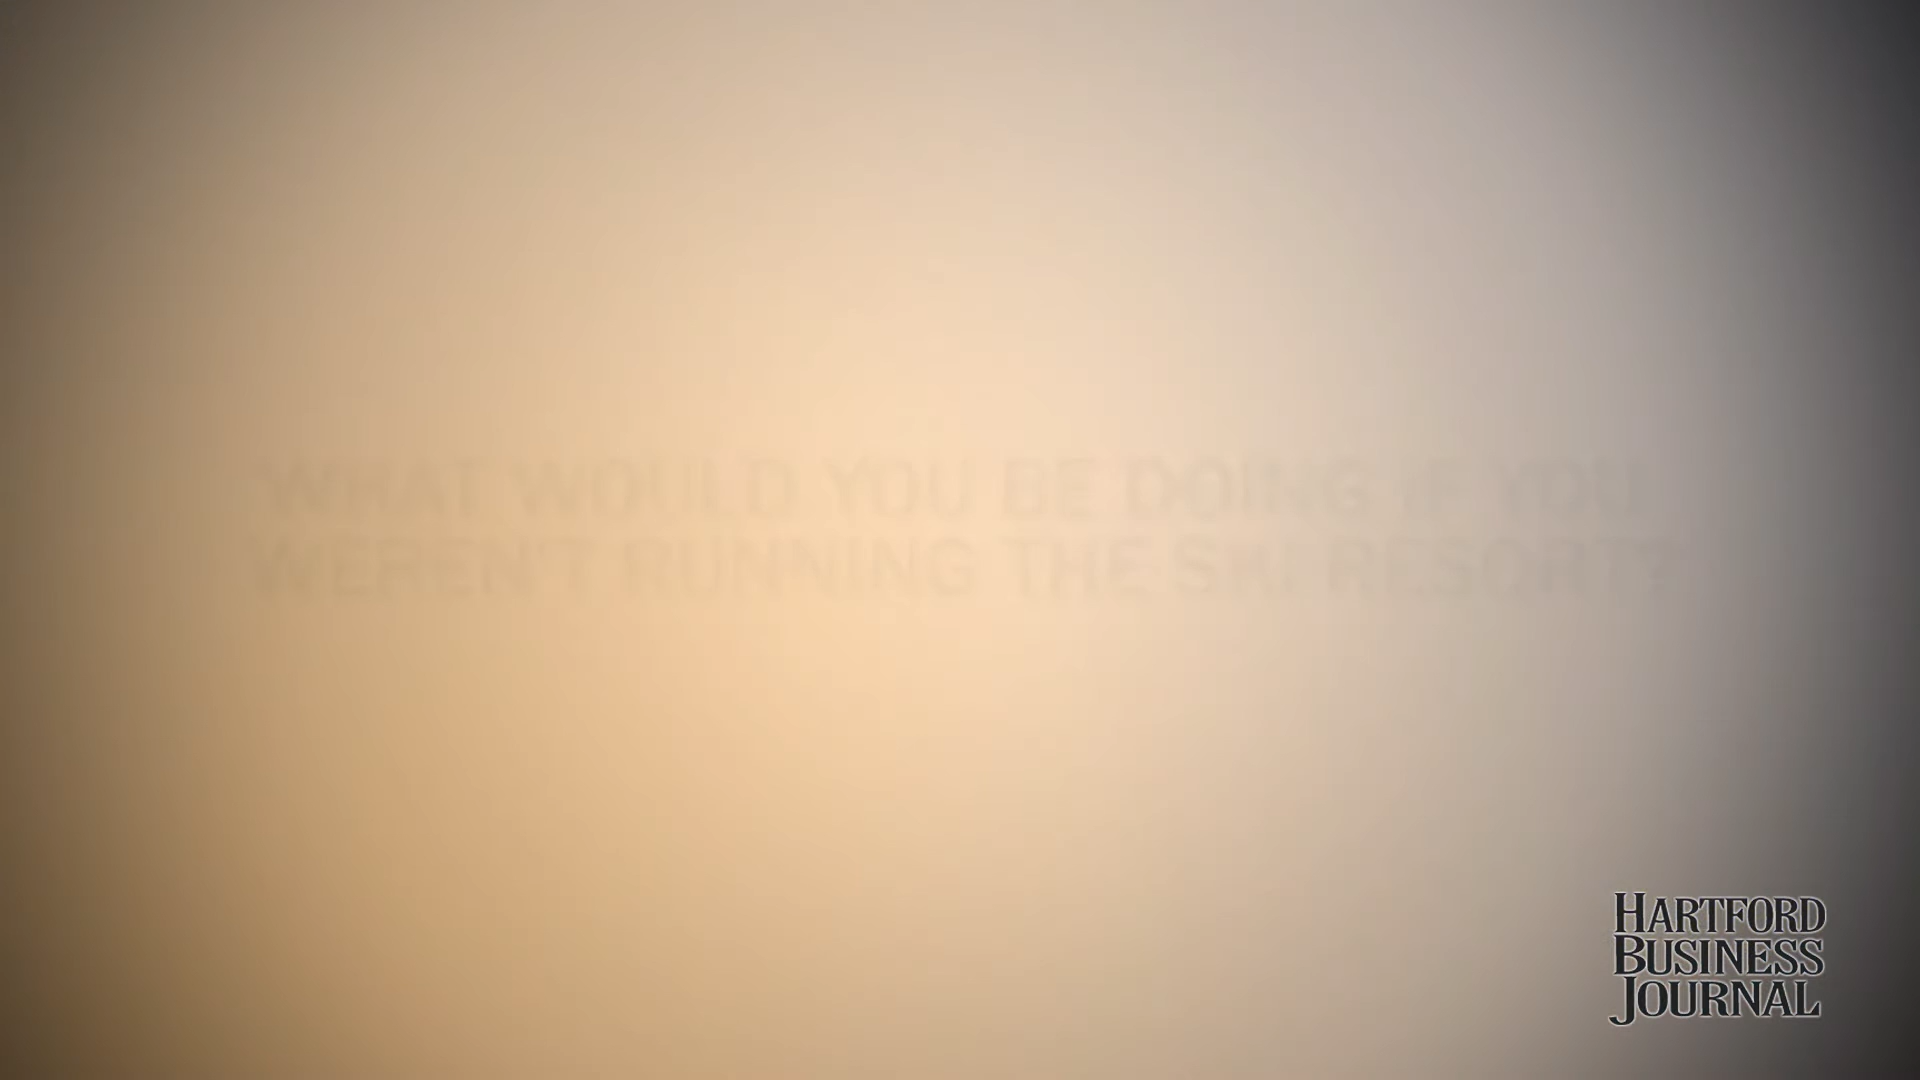 WHAT WOULD YOU BE DOING IF YOU
WEREN'T RUNNING THE SKI RESORT?
HARTFORD
BUSINESS
JOURNAL